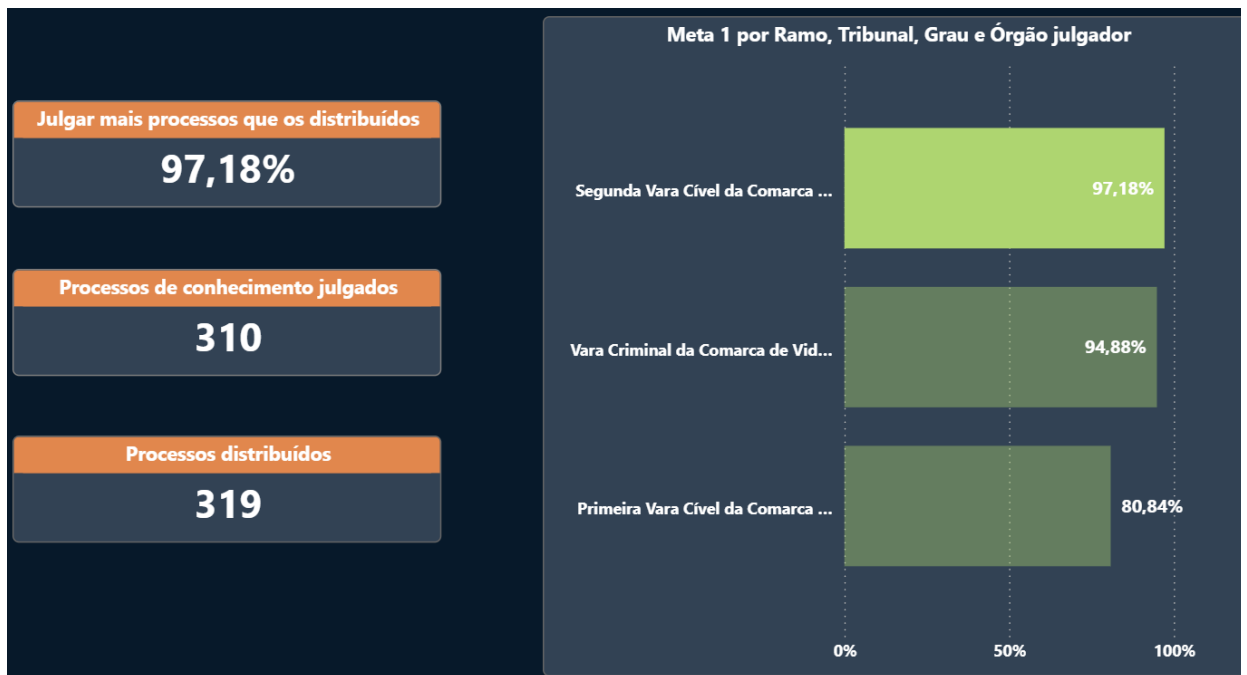 Julgar mais processos que os distribuídos
97,18%
Processos de conhecimento julgados
310
Processos distribuídos
319
Meta 1 por Ramo, Tribunal, Grau e Órgão julgador
Segunda Vara Cível da Comarca ...
97,18%
Vara Criminal da Comarca de Vid...
94,88%
Primeira Vara Cível da Comarca ...
80,84%
0%
50%
100%